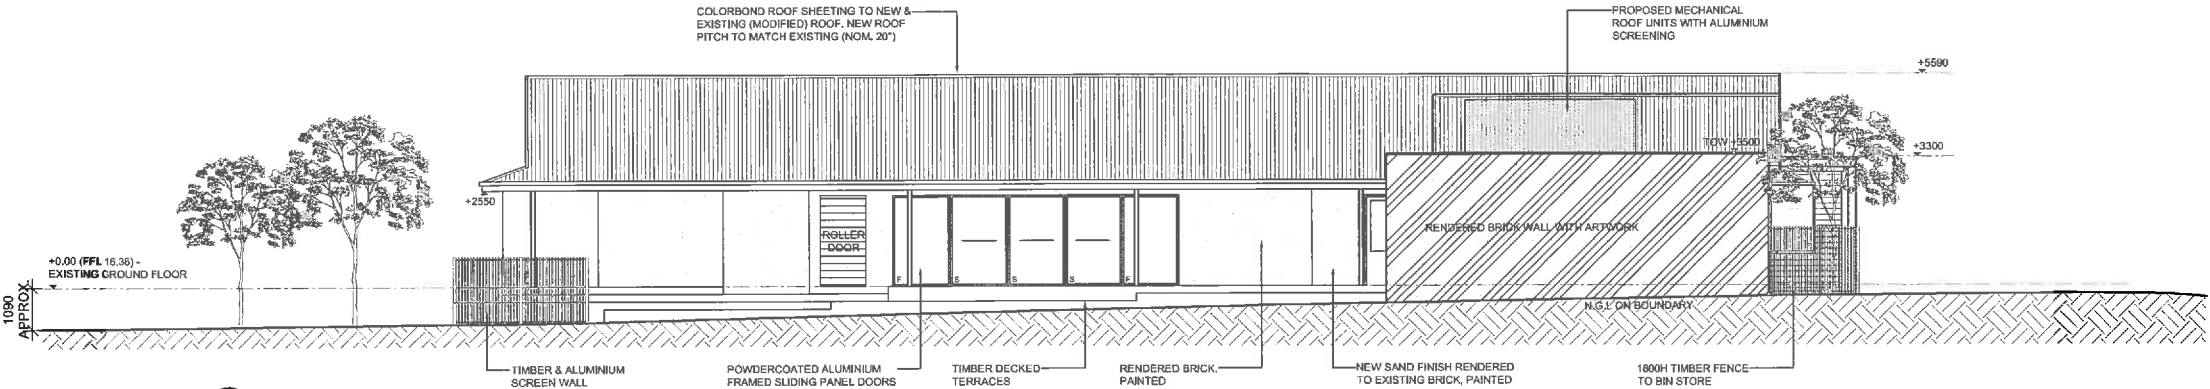 COLORBOND ROOF SHEETING TO NEW &
EXISTING (MODIFIED) ROOF. NEW ROOF
PITCH TO MATCH EXISTING (NOM. 20°)
PROPOSED MECHANICAL
ROOF UNITS WITH ALUMINIUM
SCREENING
+5590
TOW +3500
+3300
+2550
ROLLER
DOOR
RENDERED BRICK WALL WITH ARTWORK
+0.00 (FFL 16.36) -
EXISTING GROUND FLOOR
F
S
S
S
F
1090
APPROX.
N.G.L ON BOUNDARY
TIMBER & ALUMINIUM
SCREEN WALL
POWDERCOATED ALUMINIUM
FRAMED SLIDING PANEL DOORS
TIMBER DECKED
TERRACES
RENDERED BRICK,
PAINTED
NEW SAND FINISH RENDERED
TO EXISTING BRICK, PAINTED
1800H TIMBER FENCE
TO BIN STORE